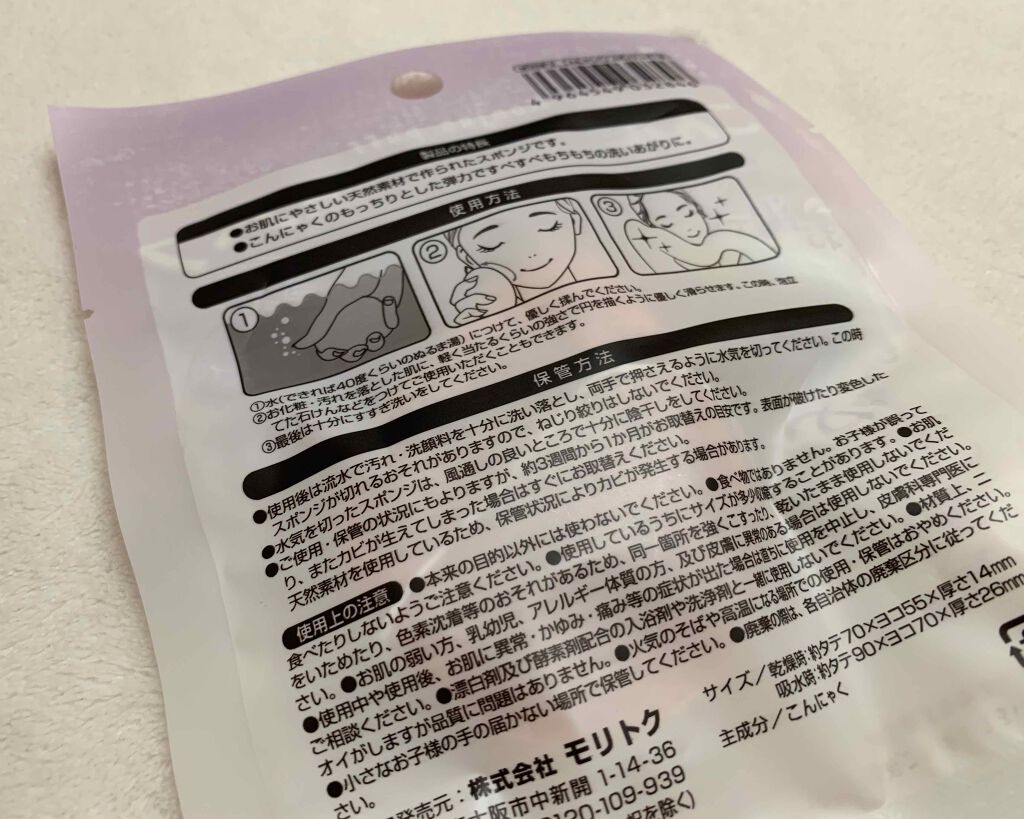 製品の特長
●お肌にやさしい天然素材で作られたスポンジです。
●こんにゃくのもっちりとした弾力ですべすべもちもちの洗いあがりに。
使用方法
①
②
③
①水(できれば40度くらいのぬるま湯)につけて、優しく揉んでください。
②お化粧・汚れを落とした肌に、軽く当たるくらいの強さで円を描くように優しく滑らせます。この時、泡立
てた石けんなどをつけてご使用いただくこともできます。
③最後は十分にすすぎ洗いをしてください。
保管方法
●使用後は流水で汚れ・洗顔料を十分に洗い落とし、両手で押さえるように水気を切ってください。この時
スポンジが切れるおそれがありますので、ねじり絞りはしないでください。
●水気を切ったスポンジは、風通しの良いところで十分に陰干しをしてください。
●ご使用・保管の状況にもよりますが、約3週間から1か月がお取替えの目安です。表面が砕けたり変色した
り、またカビが生えてしまった場合はすぐにお取替えください。
天然素材を使用しているため、保管状況によりカビが発生する場合があります。
使用上の注意 ●本来の目的以外には使わないでください。●食べ物ではありません。お子様が誤って
食べたりしないようご注意ください。●使用しているうちにサイズが多少収縮することがあります。●お肌
をいためたり、色素沈着等のおそれがあるため、同一箇所を強くこすったり、乾いたまま使用しないでくだ
さい。●お肌の弱い方、乳幼児、アレルギー体質の方、及び皮膚に異常のある場合は使用しないでください。
●使用中や使用後、お肌に異常・かゆみ・痛み等の症状が出た場合は直ちに使用を中止し、皮膚科専門医に
ご相談ください。●漂白剤及び酵素剤配合の入浴剤や洗浄剤と一緒に使用しないでください。●材質上、ニ
オイがしますが品質に問題はありません。●火気のそばや高温になる場所での使用・保管はおやめください。
●小さなお子様の手の届かない場所で保管してください。●廃棄の際は、各自治体の廃棄区分に従ってくだ
さい。
サイズ/乾燥時:約タテ70×ヨコ55×厚さ14mm
吸水時:約タテ90×ヨコ70×厚さ26mm
主成分/こんにゃく
発売元:株式会社 モリトク
大阪市中新開 1-14-36
0120-109-939
を除く)